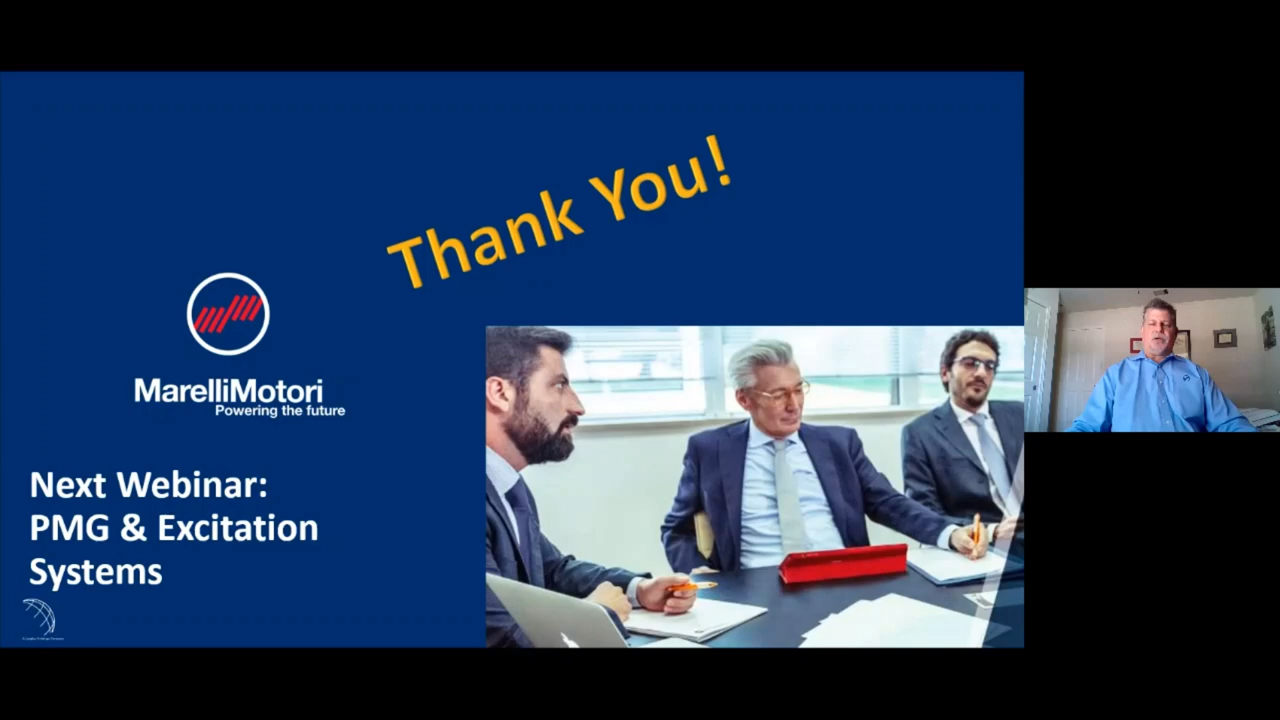 Thank You!
MarelliMotori
Powering the future
Next Webinar:
PMG & Excitation
Systems